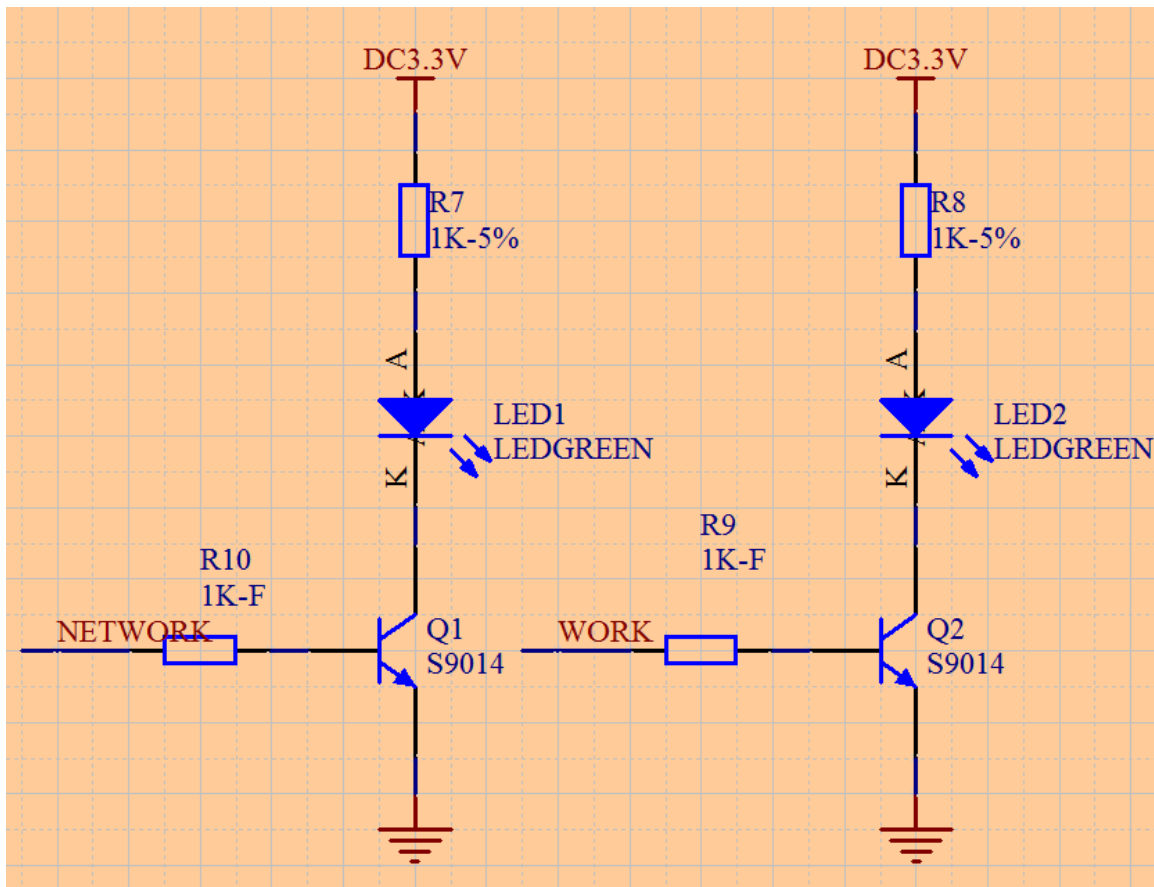 DC3.3V
DC3.3V
R7
1K-5%
R8
1K-5%
A
A
LED1
LEDGREEN
LED2
LEDGREEN
K
K
R10
1K-F
R9
1K-F
NETWORK
Q1
S9014
WORK
Q2
S9014